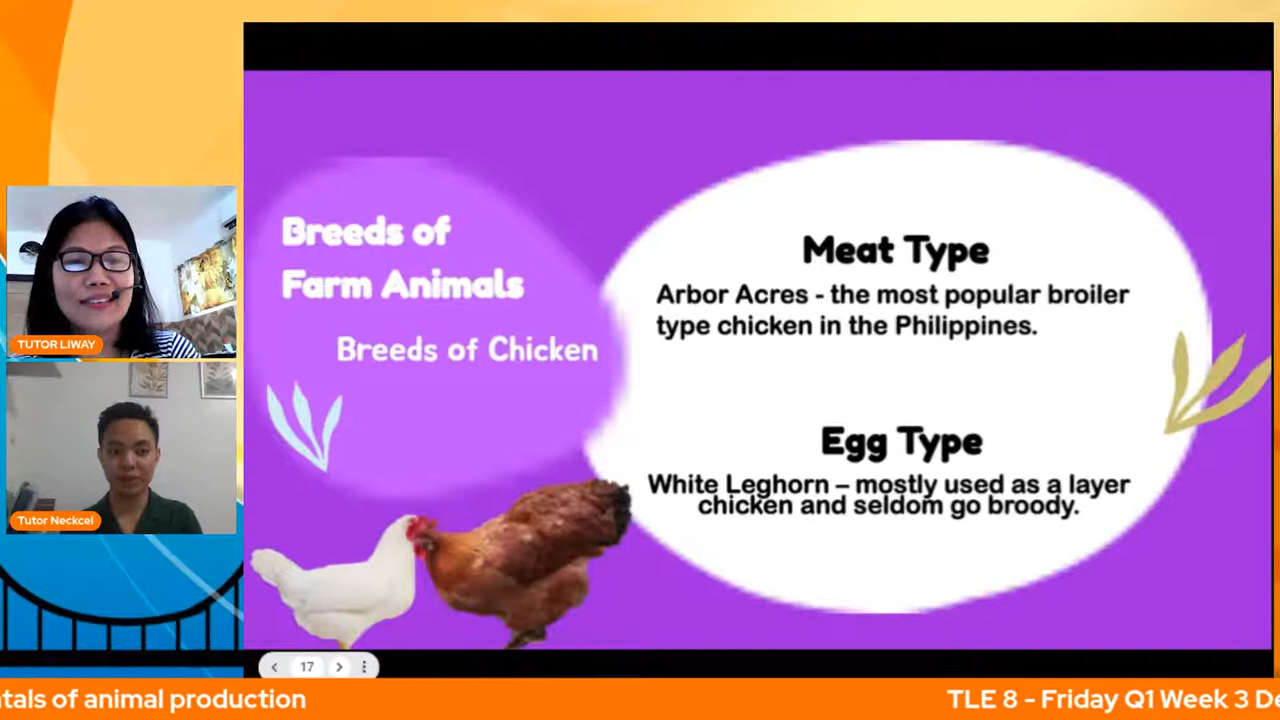 Breeds of
Farm Animals
Breeds of Chicken
Meat Type
Arbor Acres - the most popular broiler
type chicken in the Philippines.
Egg Type
White Leghorn – mostly used as a layer
chicken and seldom go broody.
TUTOR LIWAY
Tutor Neckcel
17
ntals of animal production
TLE 8 - Friday Q1 Week 3 De